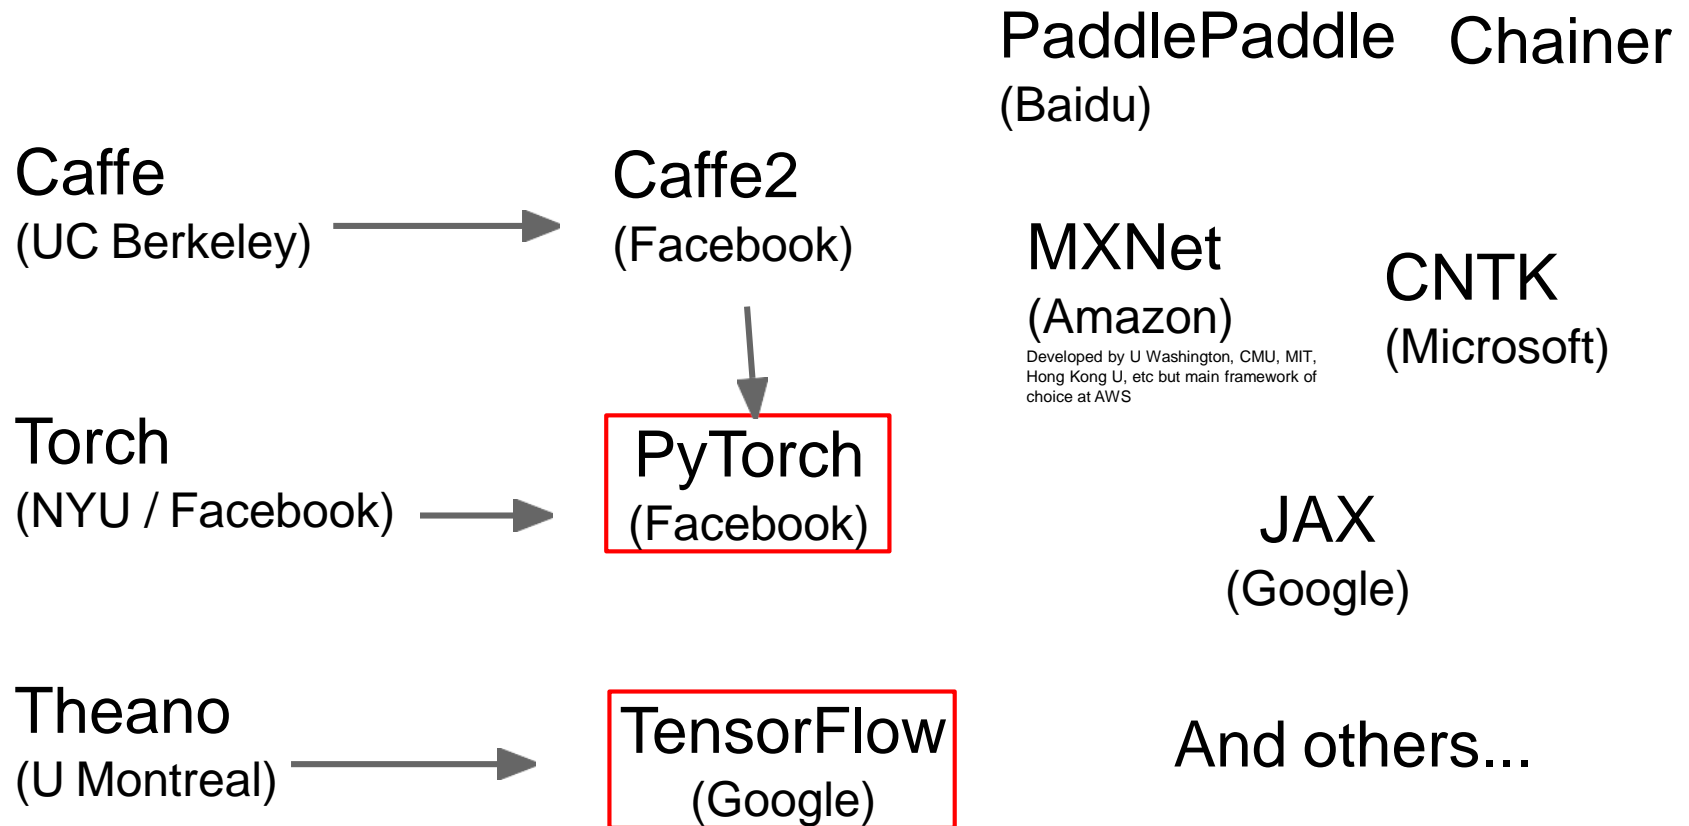 PaddlePaddle Chainer
(Baidu)
Caffe
(UC Berkeley)
Caffe2
(Facebook)
MXNet
(Amazon)
Developed by U Washington, CMU, MIT,
Hong Kong U, etc but main framework of
choice at AWS
CNTK
(Microsoft)
Torch
(NYU / Facebook)
PyTorch
(Facebook)
JAX
(Google)
Theano
(U Montreal)
TensorFlow
(Google)
And others...